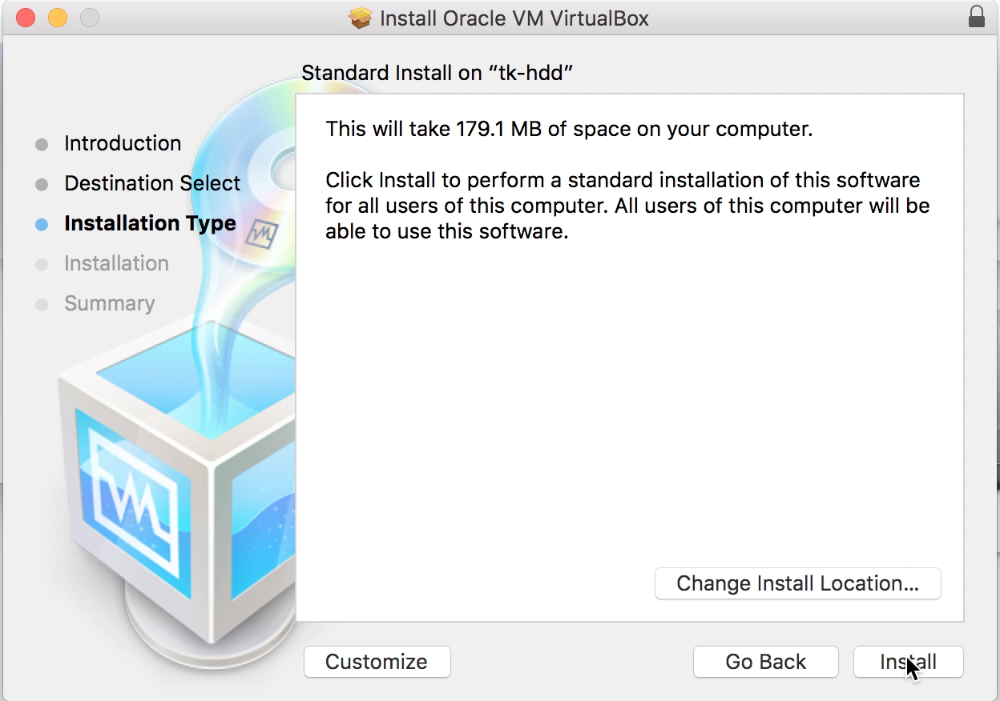 Install Oracle VM VirtualBox
Standard Install on “tk-hdd”
Introduction
Destination Select
Installation Type
Installation
Summary
This will take 179.1 MB of space on your computer.
Click Install to perform a standard installation of this software
for all users of this computer. All users of this computer will be
able to use this software.
Change Install Location...
Customize
Go Back
Install